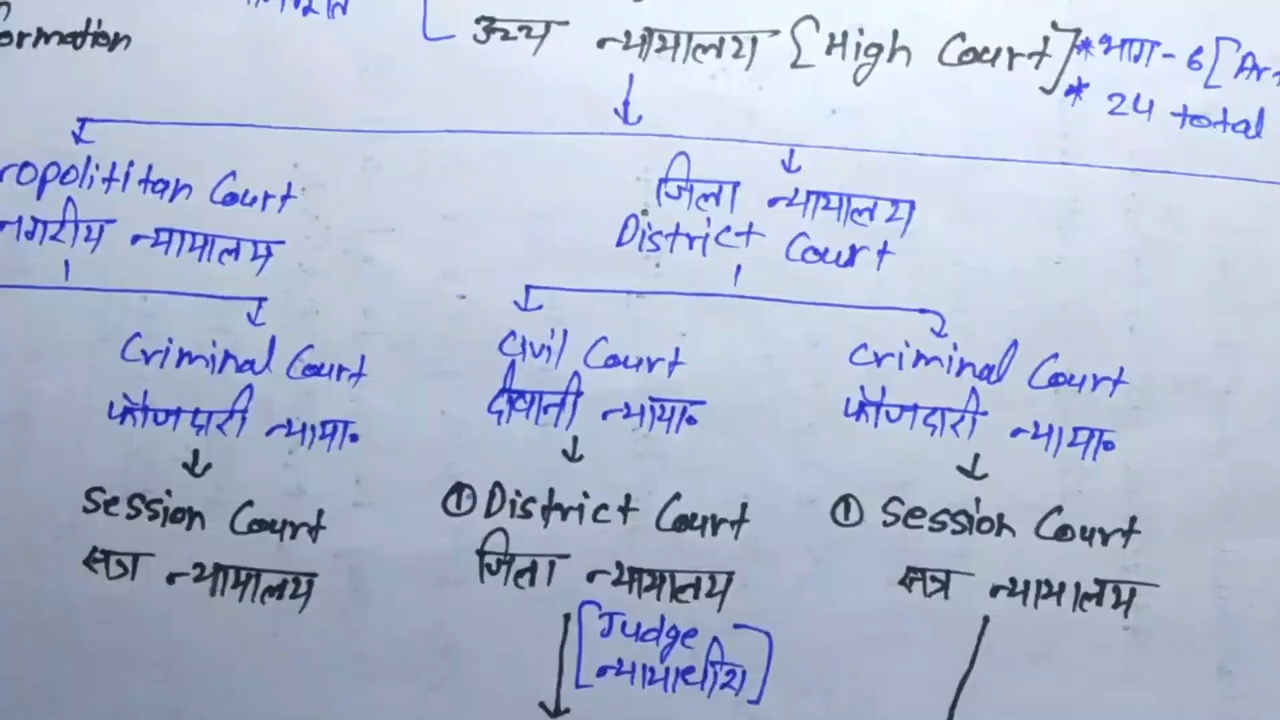 ormation
उच्च न्यायालय [High Court]
*भाग - 6 [Ar
* 24 total
ropolititan Court
नगरीय न्यायालय
जिला न्यायालय
District Court
Criminal Court
फौजदारी न्याया॰
Civil Court
दीवानी न्याया॰
Criminal Court
फौजदारी न्याया॰
Session Court
सत्र न्यायालय
① District Court
जिला न्यायालय
[Judge
न्यायाधीश]
① Session Court
सत्र न्यायालय